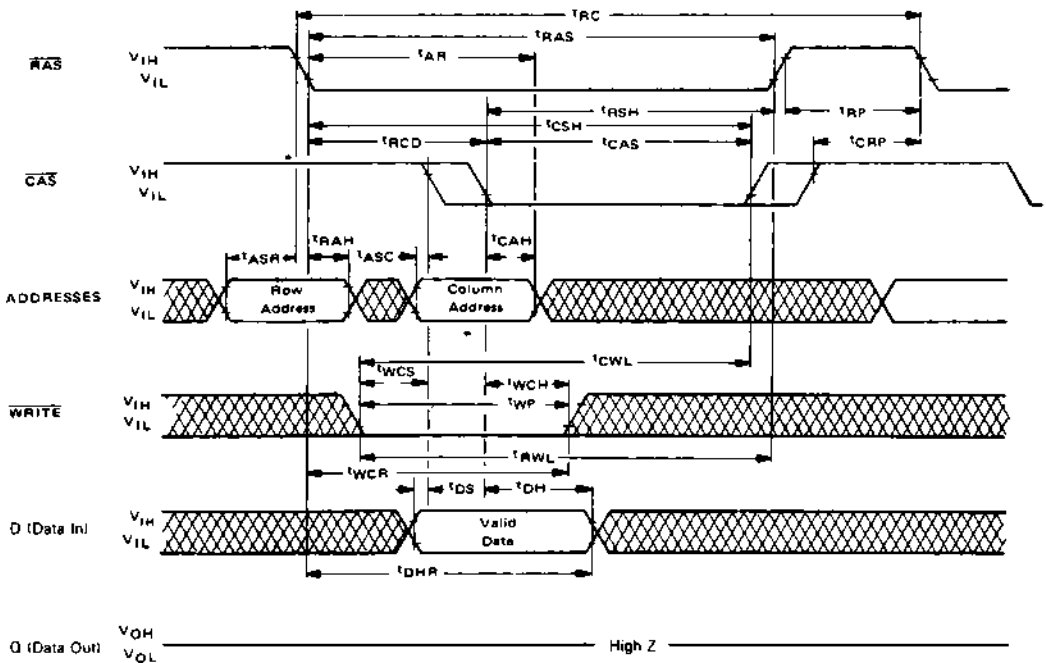 tRC
tRAS
tAR
RAS
VIH
VIL
tRSH
tRP
tCSH
tRCD
tCAS
tCRP
CAS
VIH
VIL
tRAH
tCAH
tASR
tASC
ADDRESSES
VIH
VIL
Row
Address
Column
Address
tCWL
tWCS
tWCH
tWP
WRITE
VIH
VIL
tRWL
tWCR
tDS
tDH
D (Data In)
VIH
VIL
Valid
Data
tDHR
Q (Data Out)
VOH
VOL
High Z